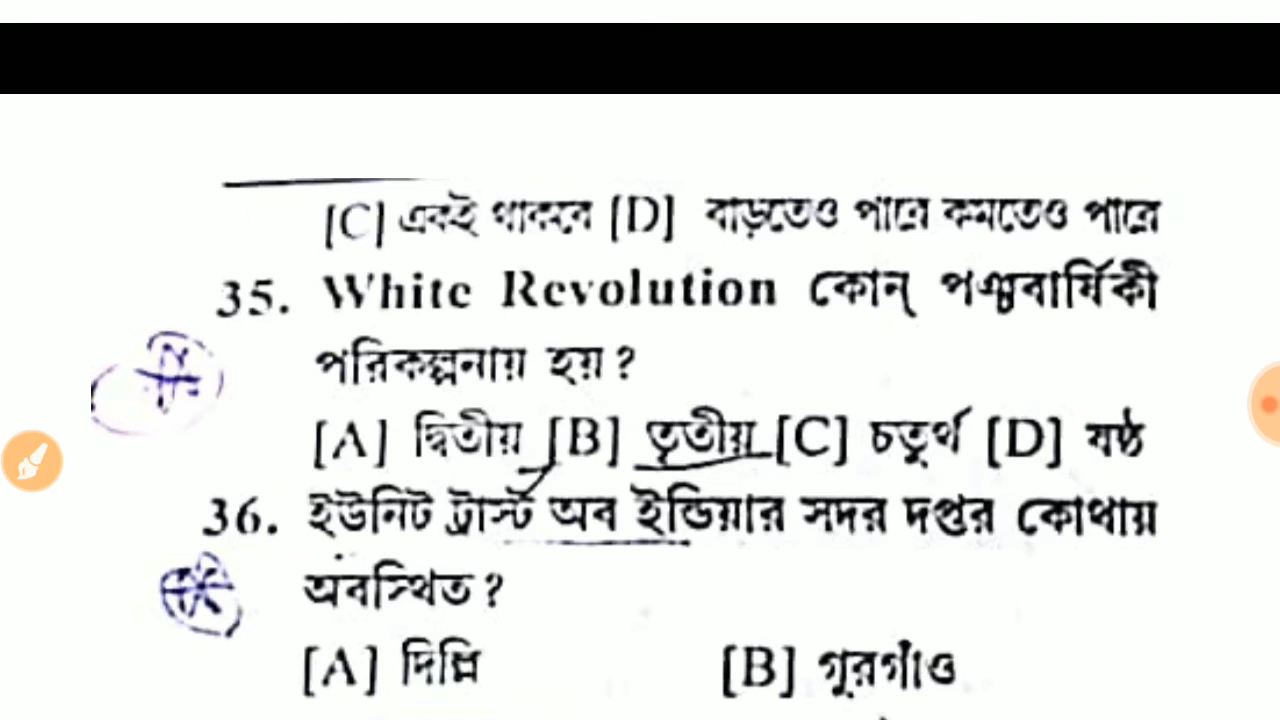 [C] একই থাকবে [D] বাড়তেও পারে কমতেও পারে
35. White Revolution কোন্ পঞ্চবার্ষিকী
পরিকল্পনায় হয়?
[A] দ্বিতীয় [B] তৃতীয় [C] চতুর্থ [D] ষষ্ঠ
36. ইউনিট ট্রাস্ট অব ইন্ডিয়ার সদর দপ্তর কোথায়
অবস্থিত?
[A] দিল্লি [B] গুরগাঁও